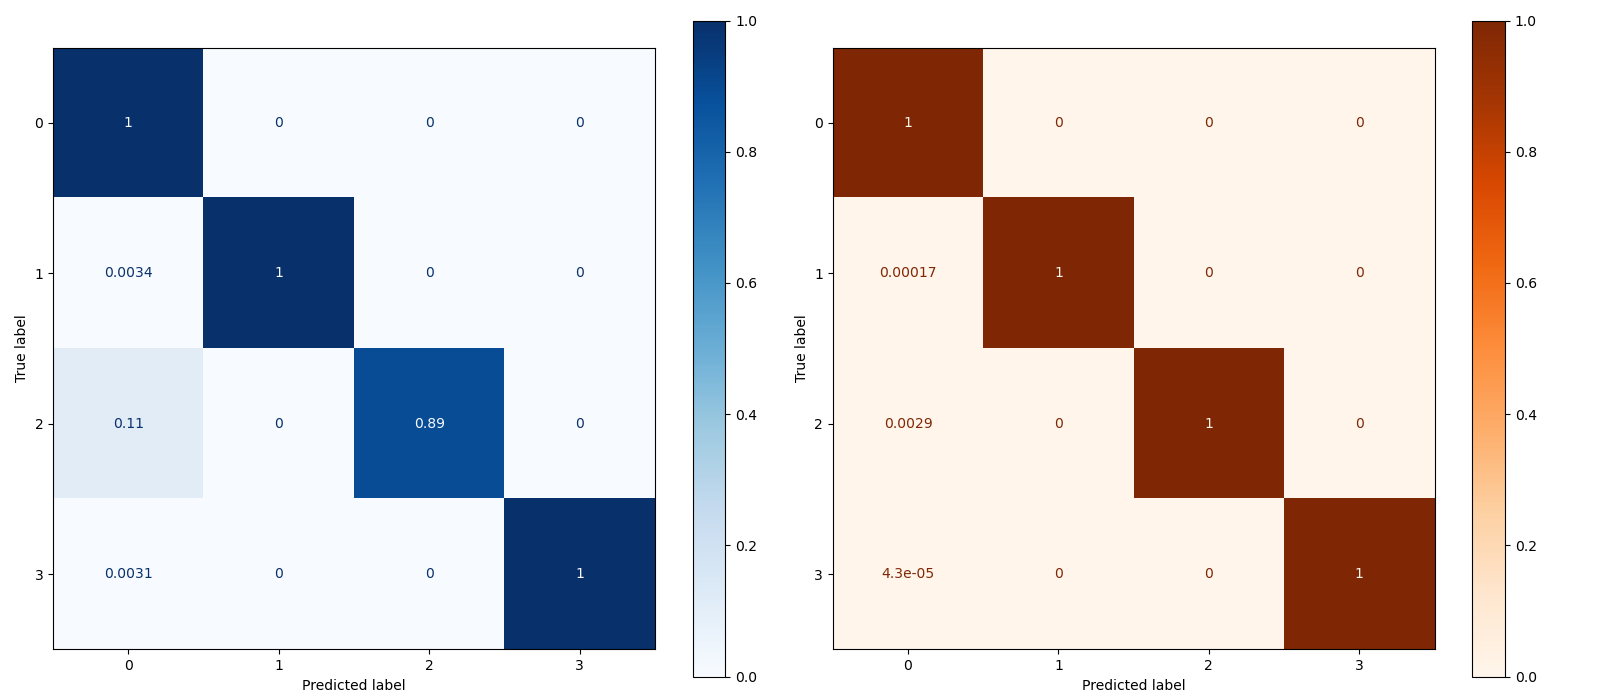 1.0
0.8
0.6
0.4
0.2
0.0
0 1 0 0 0
1 0.0034 1 0 0
2 0.11 0 0.89 0
3 0.0031 0 0 1
0 1 2 3
True label
Predicted label
1.0
0.8
0.6
0.4
0.2
0.0
0 1 0 0 0
1 0.00017 1 0 0
2 0.0029 0 1 0
3 4.3e-05 0 0 1
0 1 2 3
True label
Predicted label